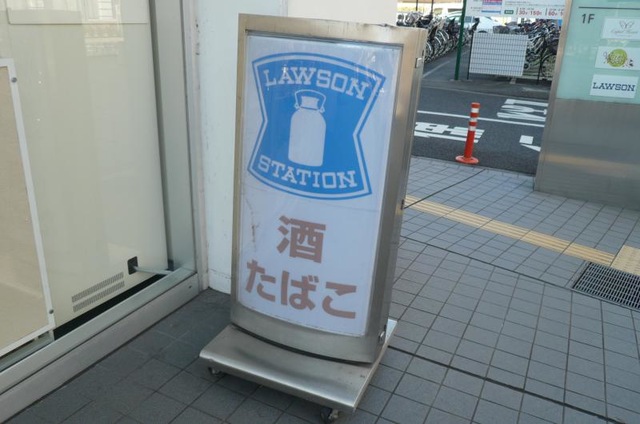 LAWSON
STATION
酒
たばこ
1F
LAWSON